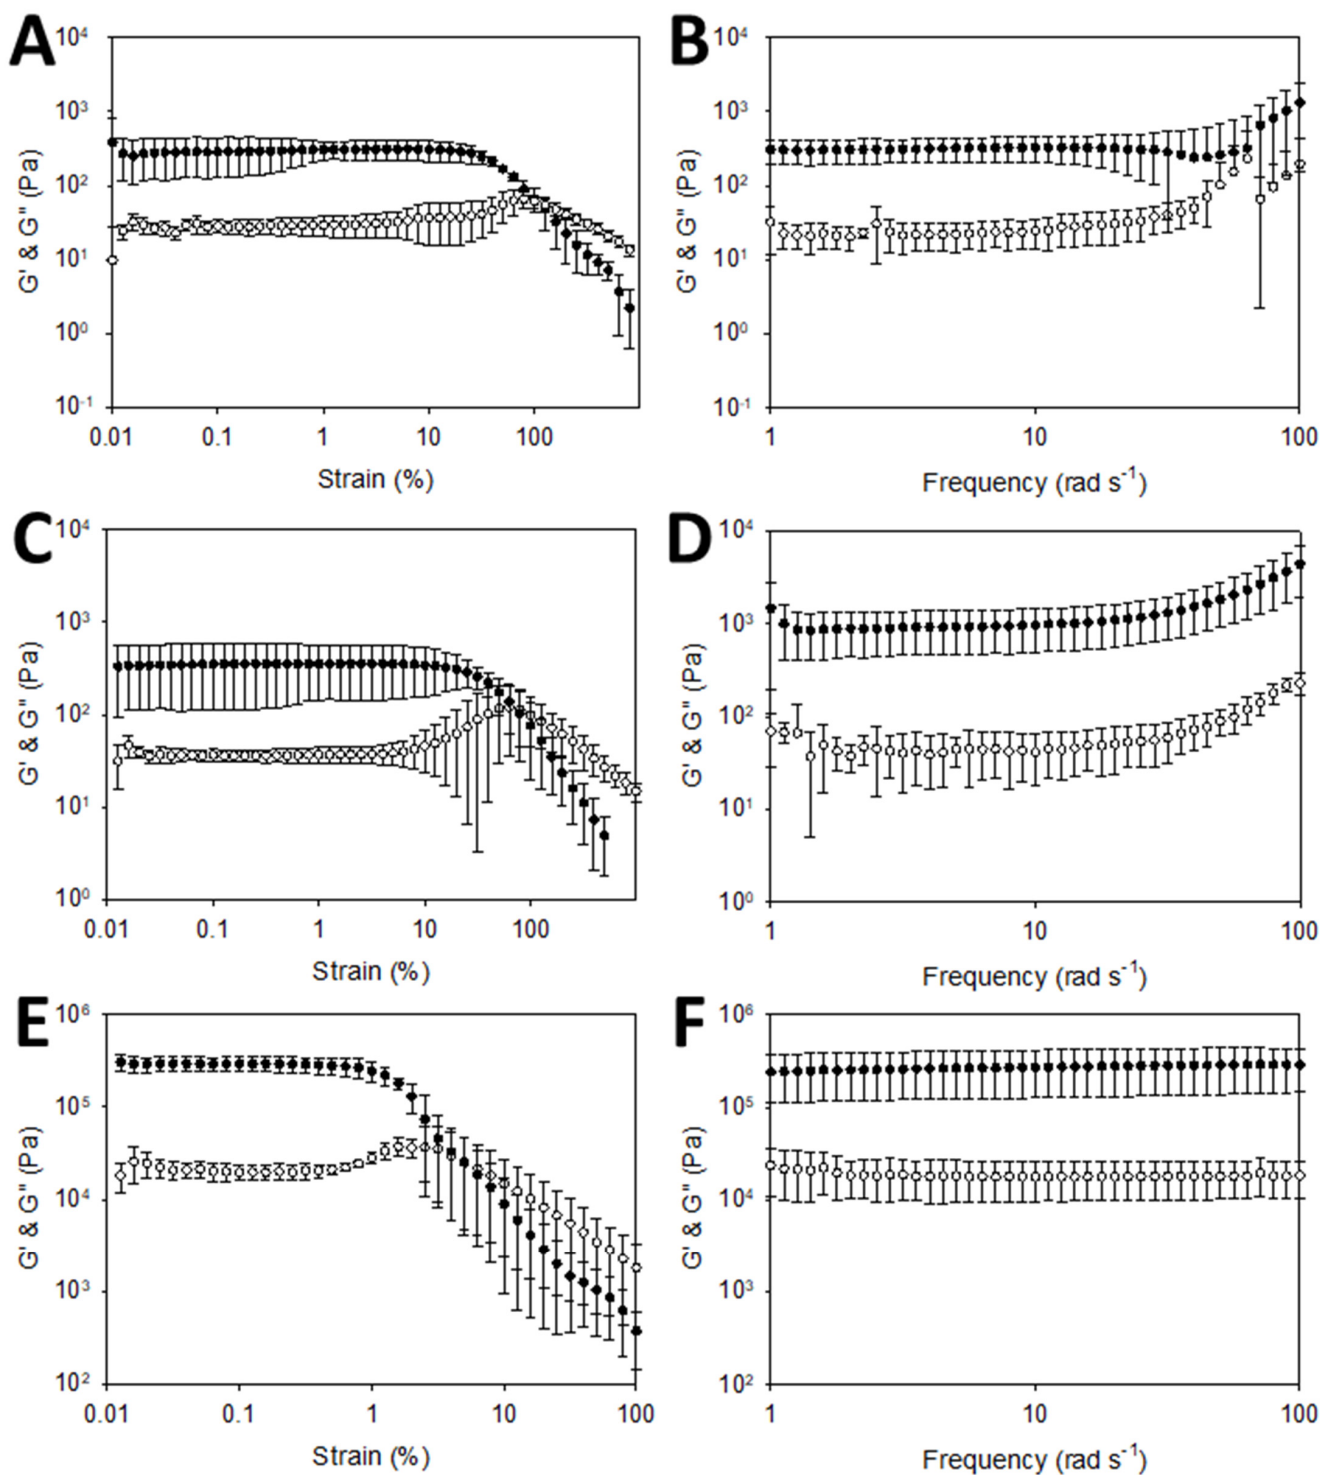 A
10⁴
10³
10²
10¹
10⁰
10⁻¹
G' & G" (Pa)
0.01 0.1 1 10 100
Strain (%)
B
10⁴
10³
10²
10¹
10⁰
10⁻¹
G' & G" (Pa)
1 10 100
Frequency (rad s⁻¹)
C
10⁴
10³
10²
10¹
10⁰
G' & G" (Pa)
0.01 0.1 1 10 100
Strain (%)
D
10⁴
10³
10²
10¹
10⁰
G' & G" (Pa)
1 10 100
Frequency (rad s⁻¹)
E
10⁶
10⁵
10⁴
10³
10²
G' & G" (Pa)
0.01 0.1 1 10 100
Strain (%)
F
10⁶
10⁵
10⁴
10³
10²
G' & G" (Pa)
1 10 100
Frequency (rad s⁻¹)